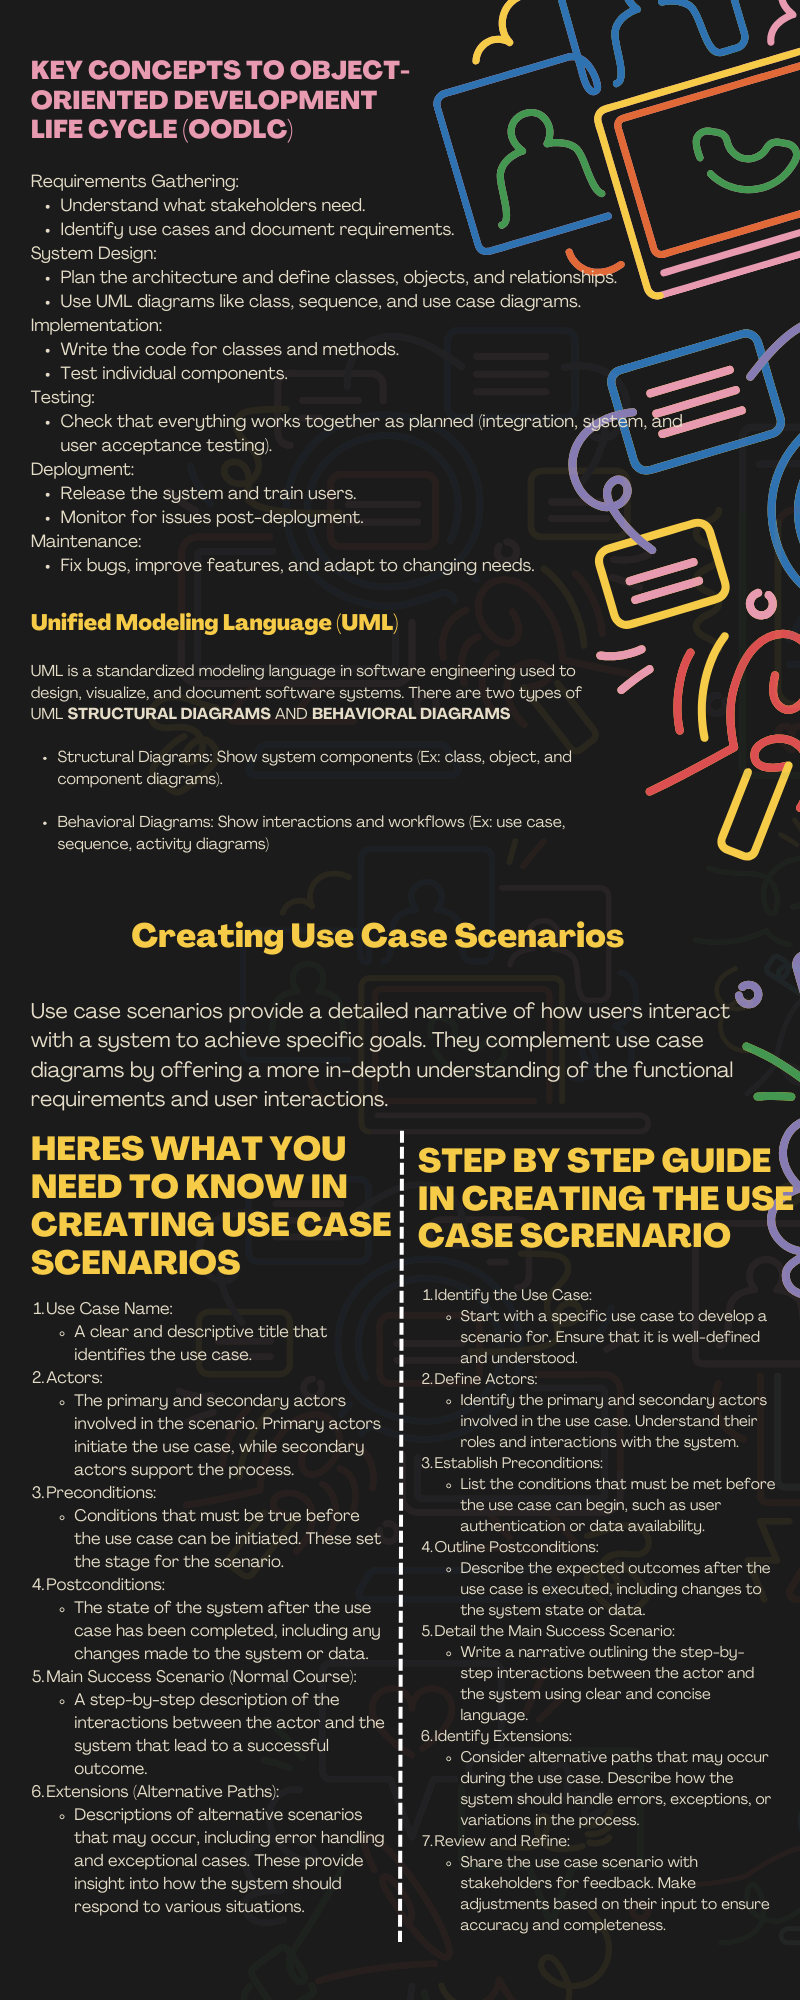 KEY CONCEPTS TO OBJECT-
ORIENTED DEVELOPMENT
LIFE CYCLE (OODLC)
Requirements Gathering:
• Understand what stakeholders need.
• Identify use cases and document requirements.
System Design:
• Plan the architecture and define classes, objects, and relationships.
• Use UML diagrams like class, sequence, and use case diagrams.
Implementation:
• Write the code for classes and methods.
• Test individual components.
Testing:
• Check that everything works together as planned (integration, system, and
user acceptance testing).
Deployment:
• Release the system and train users.
• Monitor for issues post-deployment.
Maintenance:
• Fix bugs, improve features, and adapt to changing needs.
Unified Modeling Language (UML)
UML is a standardized modeling language in software engineering used to
design, visualize, and document software systems. There are two types of
UML STRUCTURAL DIAGRAMS AND BEHAVIORAL DIAGRAMS
• Structural Diagrams: Show system components (Ex: class, object, and
component diagrams).
• Behavioral Diagrams: Show interactions and workflows (Ex: use case,
sequence, activity diagrams)
Creating Use Case Scenarios
Use case scenarios provide a detailed narrative of how users interact
with a system to achieve specific goals. They complement use case
diagrams by offering a more in-depth understanding of the functional
requirements and user interactions.
HERES WHAT YOU
NEED TO KNOW IN
CREATING USE CASE
SCENARIOS
1. Use Case Name:
◦ A clear and descriptive title that
identifies the use case.
2. Actors:
◦ The primary and secondary actors
involved in the scenario. Primary actors
initiate the use case, while secondary
actors support the process.
3. Preconditions:
◦ Conditions that must be true before
the use case can be initiated. These set
the stage for the scenario.
4. Postconditions:
◦ The state of the system after the use
case has been completed, including any
changes made to the system or data.
5. Main Success Scenario (Normal Course):
◦ A step-by-step description of the
interactions between the actor and the
system that lead to a successful
outcome.
6. Extensions (Alternative Paths):
◦ Descriptions of alternative scenarios
that may occur, including error handling
and exceptional cases. These provide
insight into how the system should
respond to various situations.
STEP BY STEP GUIDE
IN CREATING THE USE
CASE SCRENARIO
1. Identify the Use Case:
◦ Start with a specific use case to develop a
scenario for. Ensure that it is well-defined
and understood.
2. Define Actors:
◦ Identify the primary and secondary actors
involved in the use case. Understand their
roles and interactions with the system.
3. Establish Preconditions:
◦ List the conditions that must be met before
the use case can begin, such as user
authentication or data availability.
4. Outline Postconditions:
◦ Describe the expected outcomes after the
use case is executed, including changes to
the system state or data.
5. Detail the Main Success Scenario:
◦ Write a narrative outlining the step-by-
step interactions between the actor and
the system using clear and concise
language.
6. Identify Extensions:
◦ Consider alternative paths that may occur
during the use case. Describe how the
system should handle errors, exceptions, or
variations in the process.
7. Review and Refine:
◦ Share the use case scenario with
stakeholders for feedback. Make
adjustments based on their input to ensure
accuracy and completeness.